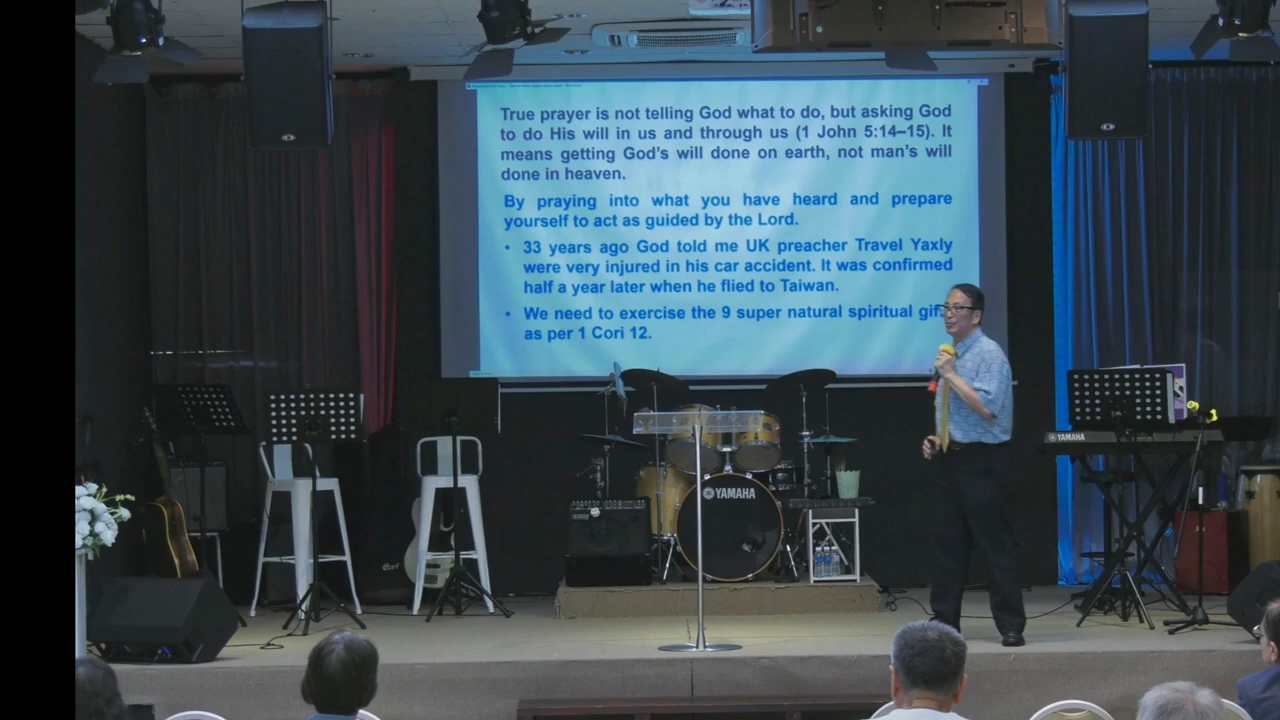 True prayer is not telling God what to do, but asking God
to do His will in us and through us (1 John 5:14–15). It
means getting God's will done on earth, not man's will
done in heaven.
By praying into what you have heard and prepare
yourself to act as guided by the Lord.
• 33 years ago God told me UK preacher Travel Yaxly
were very injured in his car accident. It was confirmed
half a year later when he flied to Taiwan.
• We need to exercise the 9 super natural spiritual gif
as per 1 Cori 12.
YAMAHA
YAMAHA
Cort